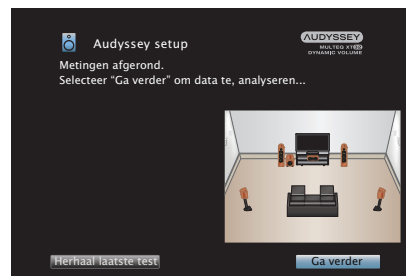 Audyssey setup
AUDYSSEY
MULTEQ XT32
DYNAMIC VOLUME
Metingen afgerond.
Selecteer “Ga verder” om data te, analyseren...
Herhaal laatste test
Ga verder